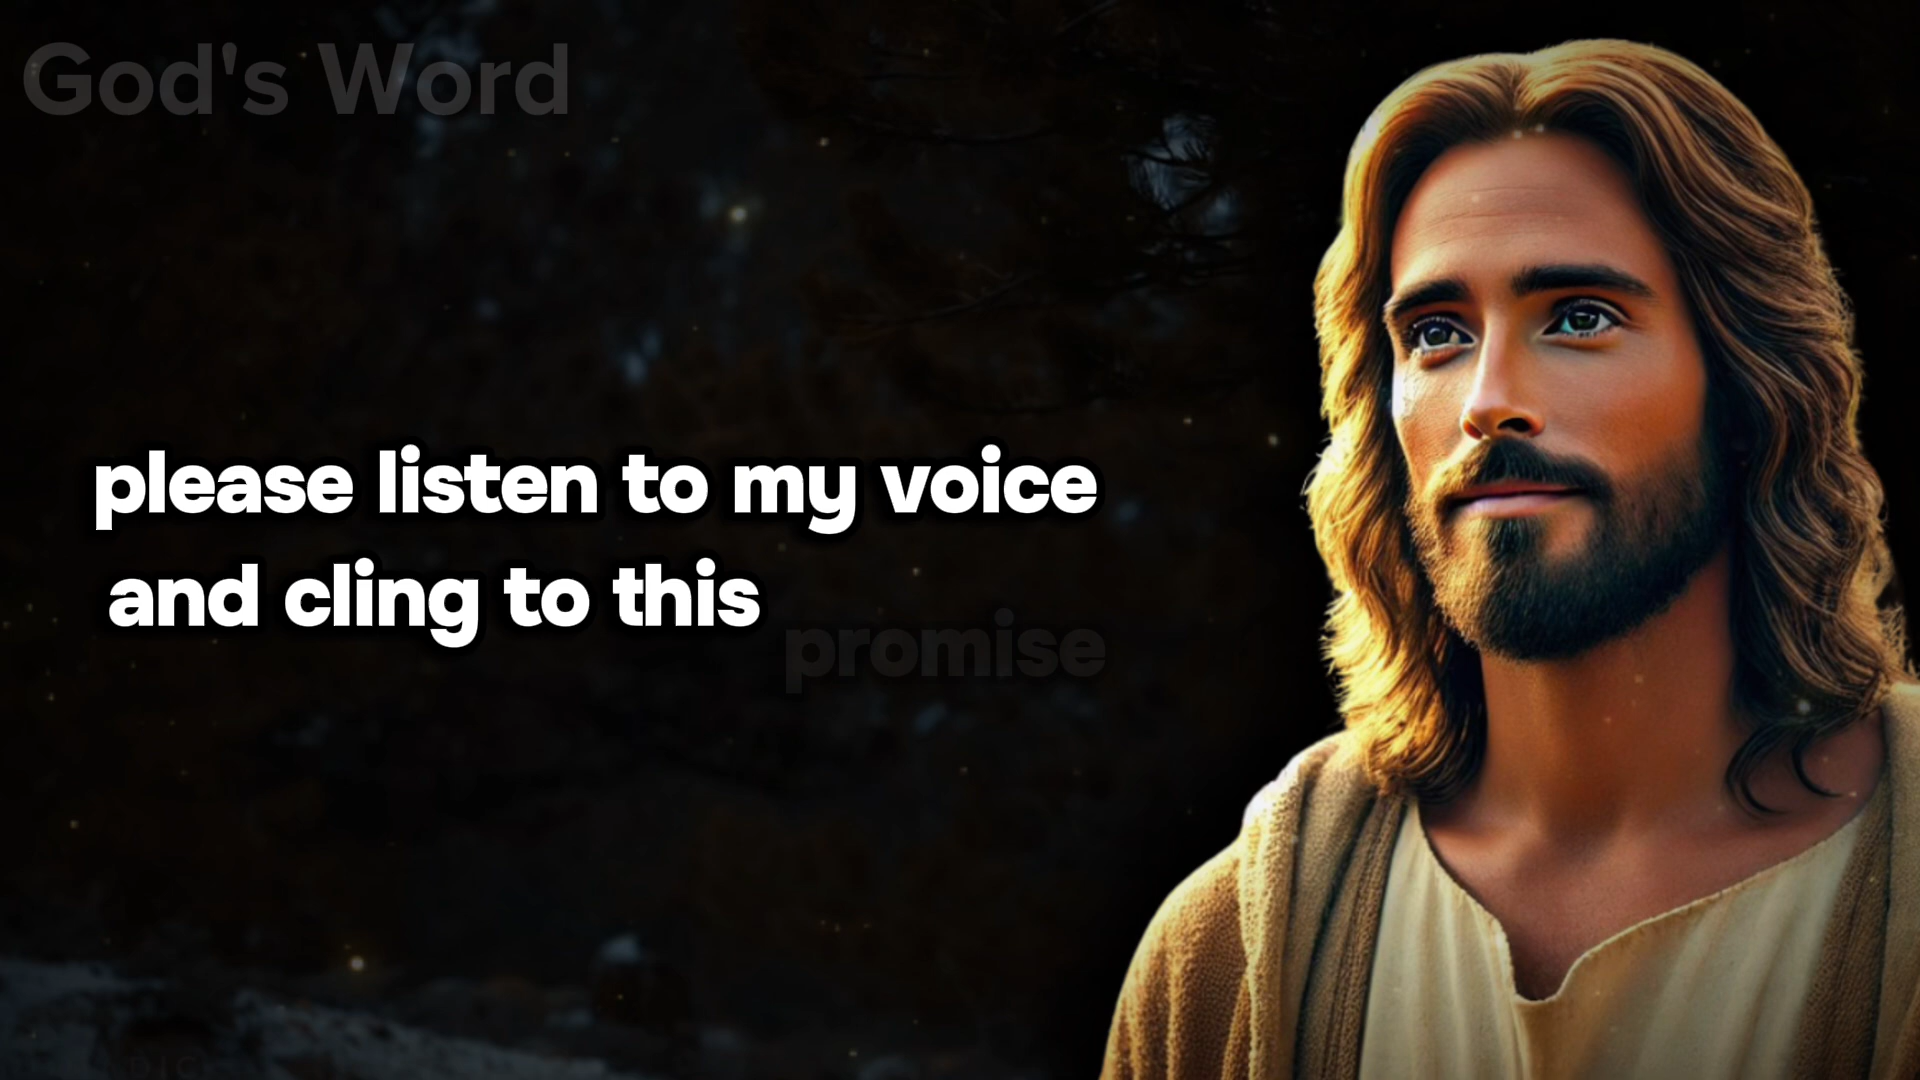 God's Word
please listen to my voice
and cling to this promise